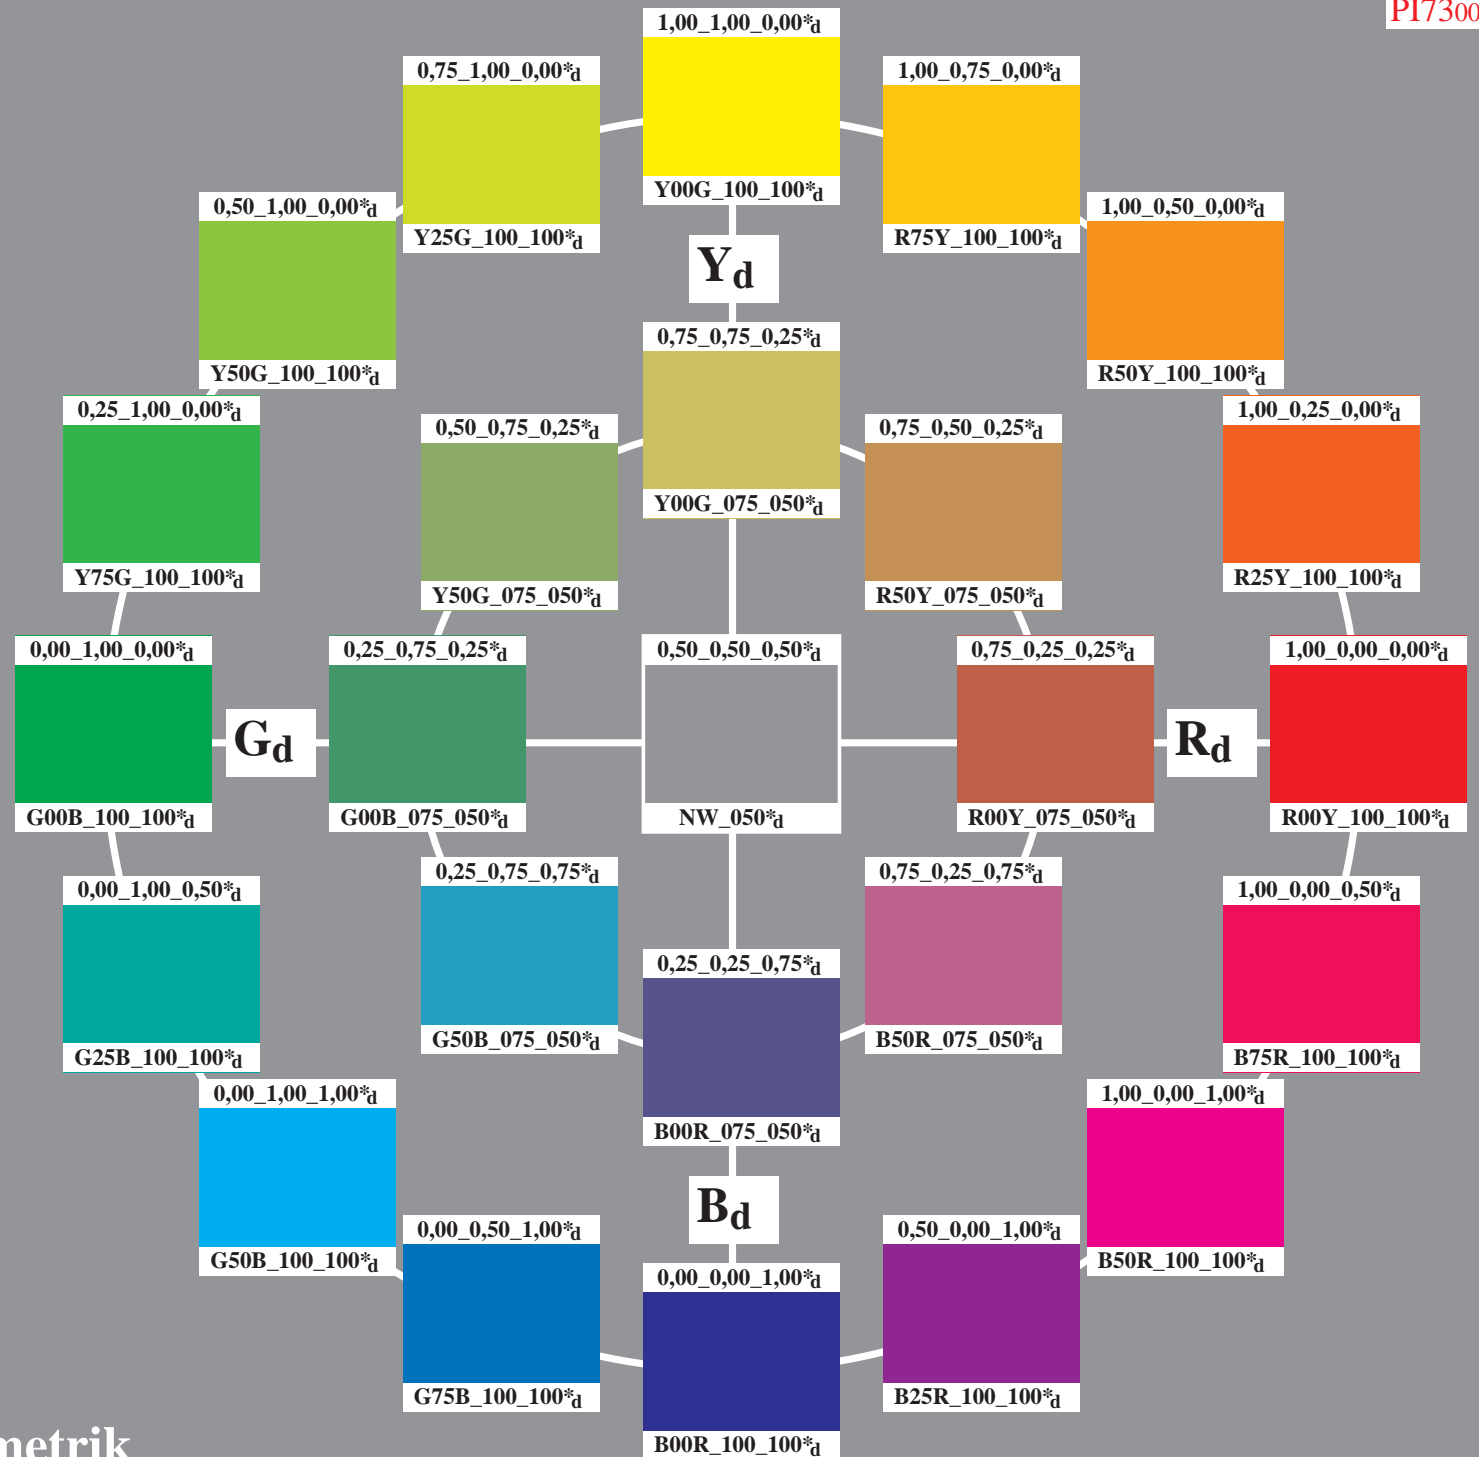 PI7300
1,00_1,00_0,00*d
0,75_1,00_0,00*d
1,00_0,75_0,00*d
Y00G_100_100*d
0,50_1,00_0,00*d
1,00_0,50_0,00*d
Y25G_100_100*d
R75Y_100_100*d
Yd
0,75_0,75_0,25*d
Y50G_100_100*d
R50Y_100_100*d
0,25_1,00_0,00*d
1,00_0,25_0,00*d
0,50_0,75_0,25*d
0,75_0,50_0,25*d
Y00G_075_050*d
Y75G_100_100*d
R25Y_100_100*d
Y50G_075_050*d
R50Y_075_050*d
0,00_1,00_0,00*d
0,25_0,75_0,25*d
0,50_0,50_0,50*d
0,75_0,25_0,25*d
1,00_0,00_0,00*d
Gd
Rd
G00B_100_100*d
G00B_075_050*d
NW_050*d
R00Y_075_050*d
R00Y_100_100*d
0,25_0,75_0,75*d
0,75_0,25_0,75*d
0,00_1,00_0,50*d
1,00_0,00_0,50*d
0,25_0,25_0,75*d
G50B_075_050*d
B50R_075_050*d
G25B_100_100*d
B75R_100_100*d
0,00_1,00_1,00*d
1,00_0,00_1,00*d
B00R_075_050*d
Bd
0,00_0,50_1,00*d
0,50_0,00_1,00*d
G50B_100_100*d
B50R_100_100*d
0,00_0,00_1,00*d
G75B_100_100*d
B25R_100_100*d
metrik
B00R_100_100*d